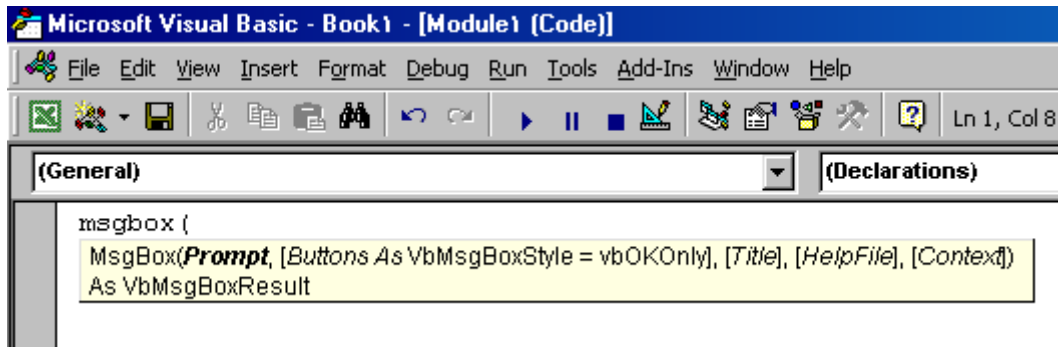 Microsoft Visual Basic - Book1 - [Module1 (Code)]
File Edit View Insert Format Debug Run Tools Add-Ins Window Help
Ln 1, Col 8
(General) (Declarations)
msgbox (
MsgBox(Prompt, [Buttons As VbMsgBoxStyle = vbOKOnly], [Title], [HelpFile], [Context])
As VbMsgBoxResult